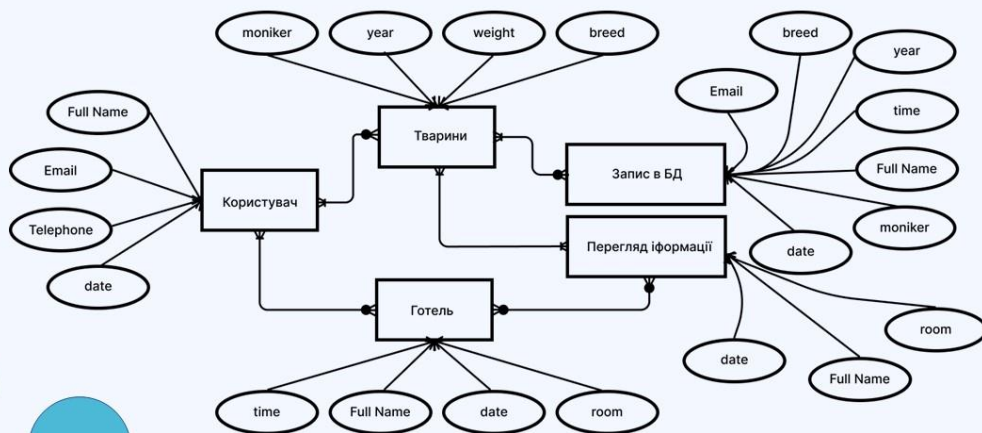 moniker
year
weight
breed
breed
year
Email
time
Full Name
Тварини
Email
Запис в БД
Full Name
Користувач
moniker
Telephone
Перегляд іформації
date
date
Готель
room
date
Full Name
time
Full Name
date
room